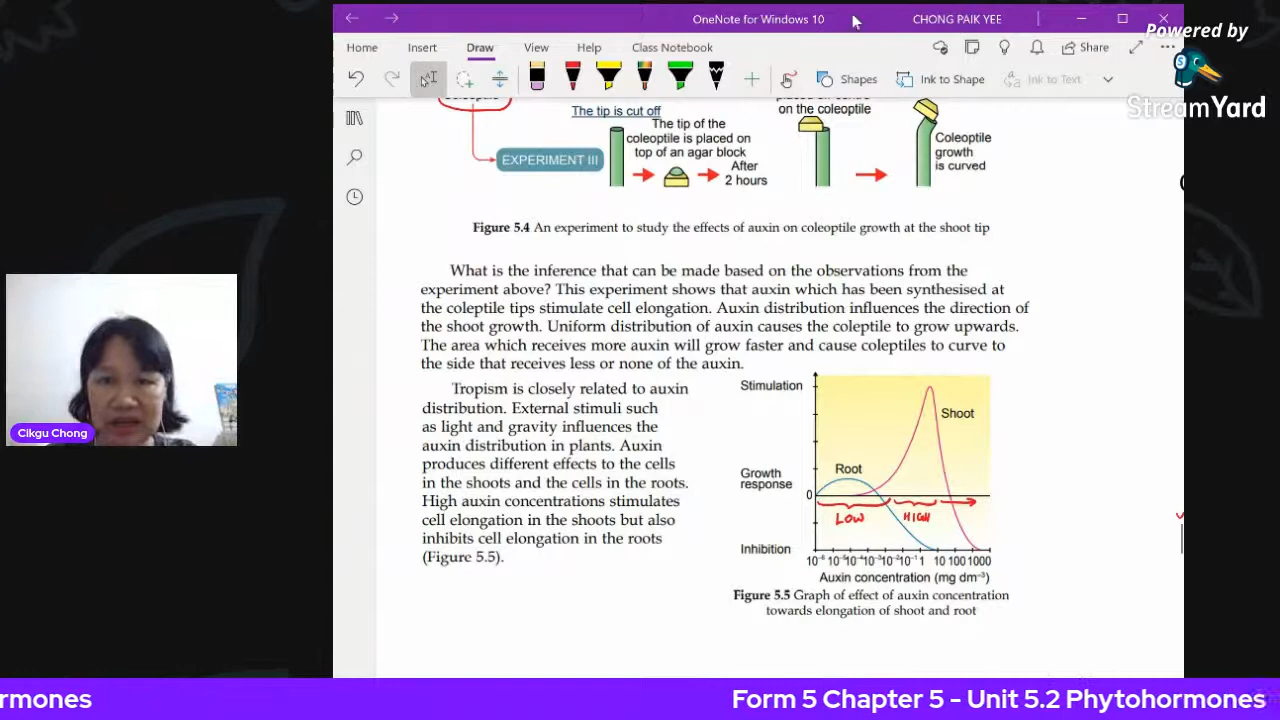 OneNote for Windows 10
CHONG PAIK YEE
Powered by
StreamYard
Home Insert Draw View Help Class Notebook
Share
Shapes
Ink to Shape
Ink to Text
The tip is cut off
on the coleoptile
The tip of the
coleoptile is placed on
top of an agar block
EXPERIMENT III
After
2 hours
Coleoptile
growth
is curved
Figure 5.4 An experiment to study the effects of auxin on coleoptile growth at the shoot tip
What is the inference that can be made based on the observations from the
experiment above? This experiment shows that auxin which has been synthesised at
the coleptile tips stimulate cell elongation. Auxin distribution influences the direction of
the shoot growth. Uniform distribution of auxin causes the coleptile to grow upwards.
The area which receives more auxin will grow faster and cause coleptiles to curve to
the side that receives less or none of the auxin.
Tropism is closely related to auxin
distribution. External stimuli such
as light and gravity influences the
auxin distribution in plants. Auxin
produces different effects to the cells
in the shoots and the cells in the roots.
High auxin concentrations stimulates
cell elongation in the shoots but also
inhibits cell elongation in the roots
(Figure 5.5).
Stimulation
Shoot
Root
Growth
response
0
LOW
HIGH
Inhibition
10⁻⁶ 10⁻⁵ 10⁻⁴ 10⁻³ 10⁻² 10⁻¹ 1 10 100 1000
Auxin concentration (mg dm⁻³)
Figure 5.5 Graph of effect of auxin concentration
towards elongation of shoot and root
Cikgu Chong
rmones
Form 5 Chapter 5 - Unit 5.2 Phytohormones